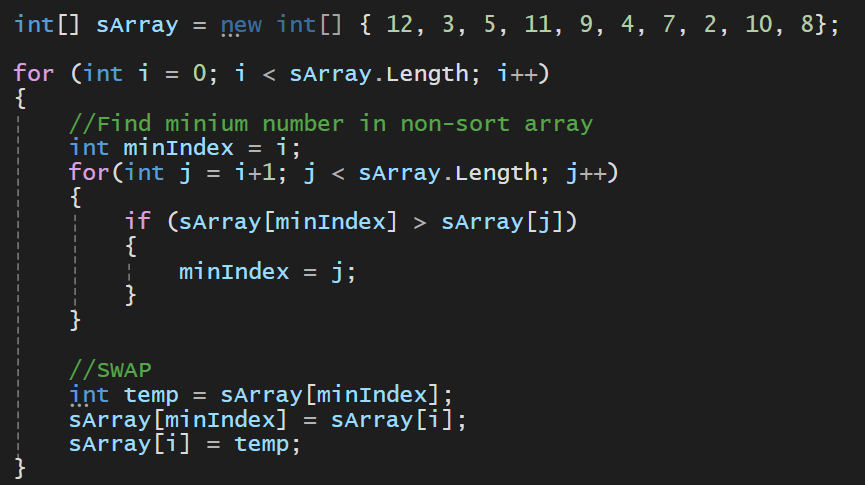 int[] sArray = new int[] { 12, 3, 5, 11, 9, 4, 7, 2, 10, 8};
for (int i = 0; i < sArray.Length; i++)
{
//Find minium number in non-sort array
int minIndex = i;
for(int j = i+1; j < sArray.Length; j++)
{
if (sArray[minIndex] > sArray[j])
{
minIndex = j;
}
}
//SWAP
int temp = sArray[minIndex];
sArray[minIndex] = sArray[i];
sArray[i] = temp;
}